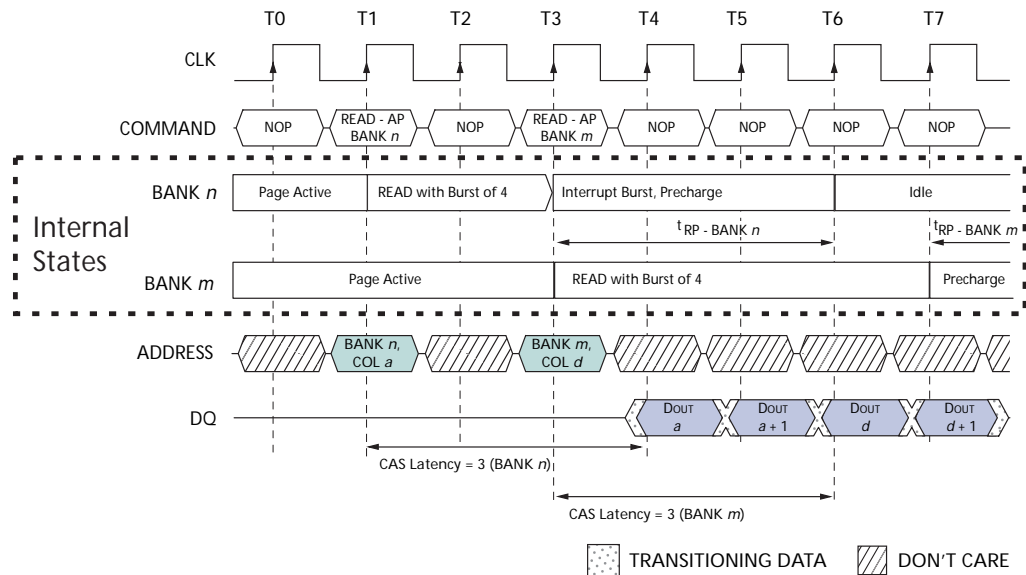 T0 T1 T2 T3 T4 T5 T6 T7
CLK
COMMAND
NOP
READ - AP
BANK n
NOP
READ - AP
BANK m
NOP
NOP
NOP
NOP
Internal
States
BANK n
Page Active
READ with Burst of 4
Interrupt Burst, Precharge
Idle
tRP - BANK n
tRP - BANK m
BANK m
Page Active
READ with Burst of 4
Precharge
ADDRESS
BANK n,
COL a
BANK m,
COL d
DQ
DOUT
a
DOUT
a + 1
DOUT
d
DOUT
d + 1
CAS Latency = 3 (BANK n)
CAS Latency = 3 (BANK m)
TRANSITIONING DATA
DON'T CARE